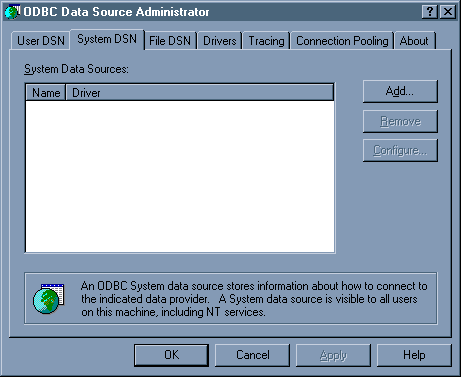 ODBC Data Source Administrator
User DSN System DSN File DSN Drivers Tracing Connection Pooling About
System Data Sources:
Name Driver
Add...
Remove
Configure...
An ODBC System data source stores information about how to connect to
the indicated data provider. A System data source is visible to all users
on this machine, including NT services.
OK Cancel Apply Help